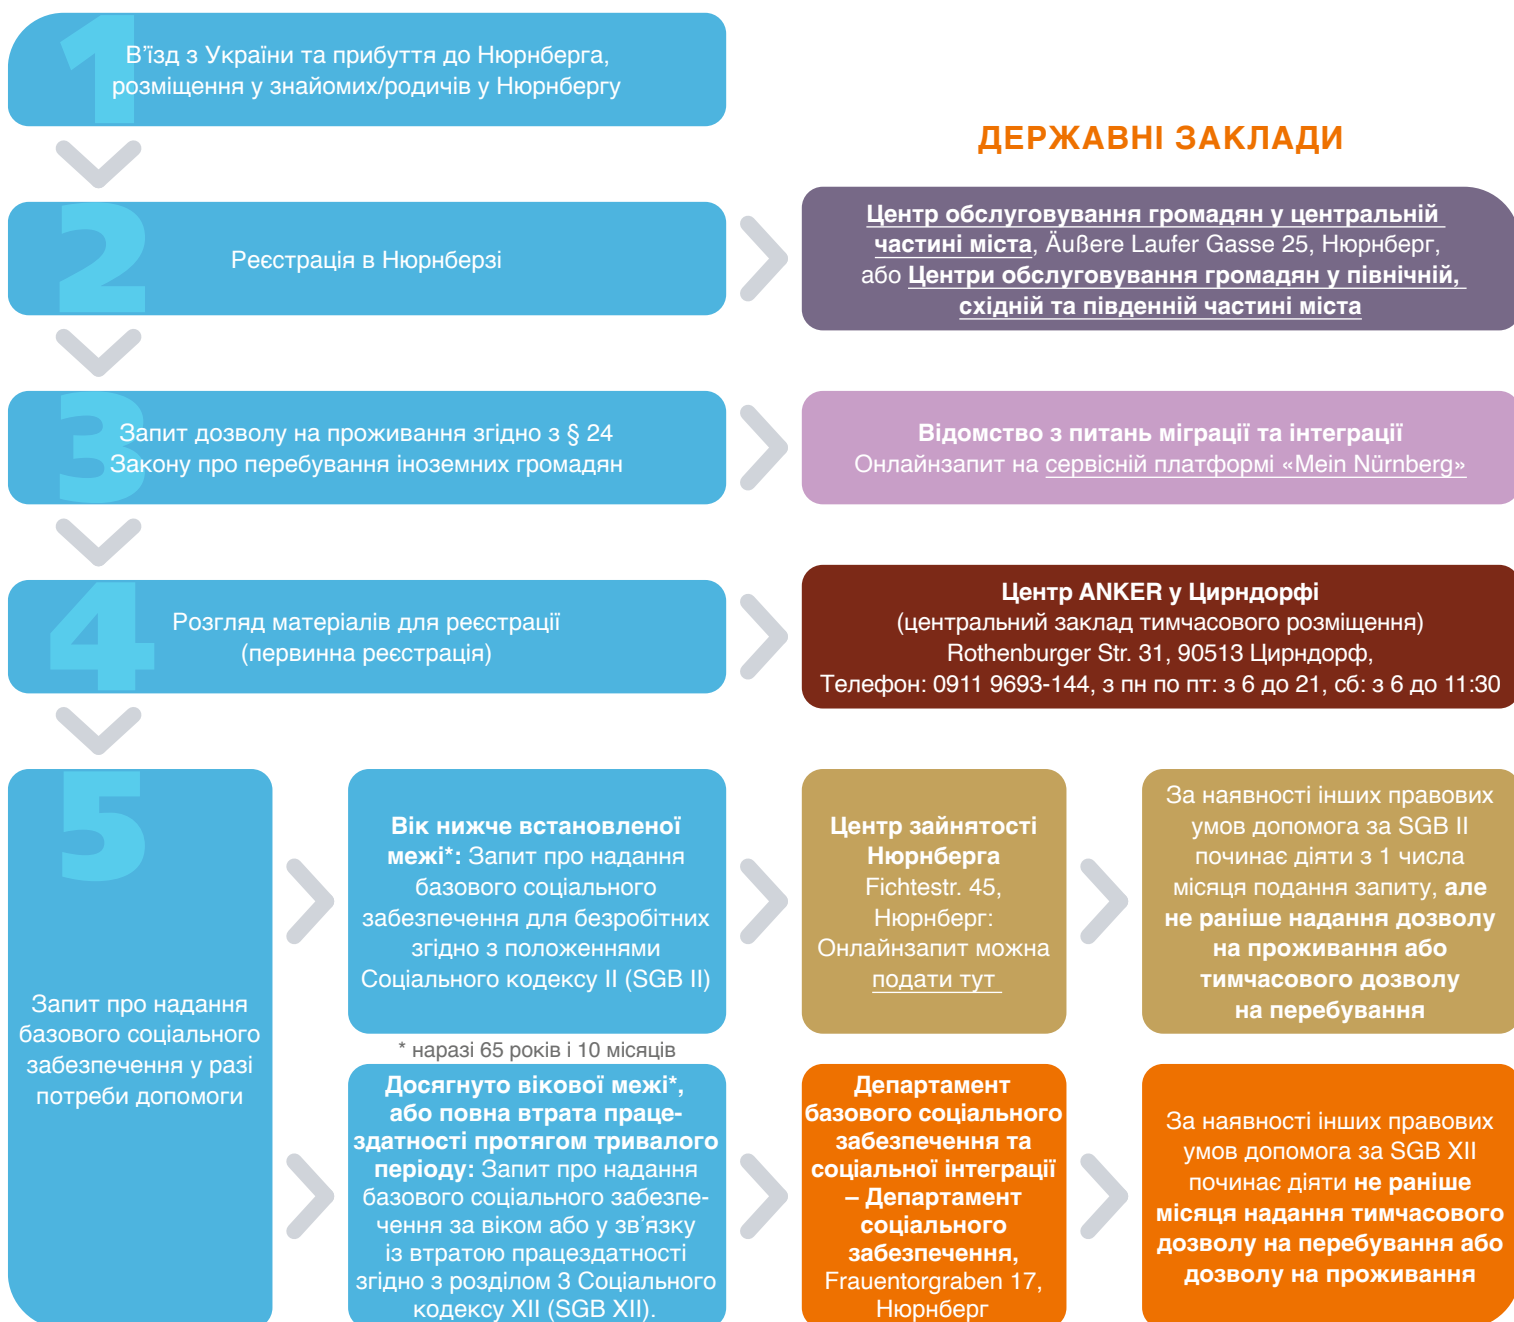 1
В’їзд з України та прибуття до Нюрнберга,
розміщення у знайомих/родичів у Нюрнбергу
ДЕРЖАВНІ ЗАКЛАДИ
2
Реєстрація в Нюрнберзі
Центр обслуговування громадян у центральній
частині міста, Äußere Laufer Gasse 25, Нюрнберг,
або Центри обслуговування громадян у північній,
східній та південній частині міста
3
Запит дозволу на проживання згідно з § 24
Закону про перебування іноземних громадян
Відомство з питань міграції та інтеграції
Онлайнзапит на сервісній платформі «Mein Nürnberg»
4
Розгляд матеріалів для реєстрації
(первинна реєстрація)
Центр ANKER у Цирндорфі
(центральний заклад тимчасового розміщення)
Rothenburger Str. 31, 90513 Цирндорф,
Телефон: 0911 9693-144, з пн по пт: з 6 до 21, сб: з 6 до 11:30
5
Запит про надання
базового соціального
забезпечення у разі
потреби допомоги
Вік нижче встановленої
межі*: Запит про надання
базового соціального
забезпечення для безробітних
згідно з положеннями
Соціального кодексу II (SGB II)
Центр зайнятості
Нюрнберга
Fichtestr. 45,
Нюрнберг:
Онлайнзапит можна
подати тут
За наявності інших правових
умов допомога за SGB II
починає діяти з 1 числа
місяця подання запиту, але
не раніше надання дозволу
на проживання або
тимчасового дозволу
на перебування
* наразі 65 років і 10 місяців
Досягнуто вікової межі*,
або повна втрата праце-
здатності протягом тривалого
періоду: Запит про надання
базового соціального забезпе-
чення за віком або у зв’язку
із втратою працездатності
згідно з розділом 3 Соціального
кодексу XII (SGB XII).
Департамент
базового соціального
забезпечення та
соціальної інтеграції
– Департамент
соціального
забезпечення,
Frauentorgraben 17,
Нюрнберг
За наявності інших правових
умов допомога за SGB XII
починає діяти не раніше
місяця надання тимчасового
дозволу на перебування або
дозволу на проживання